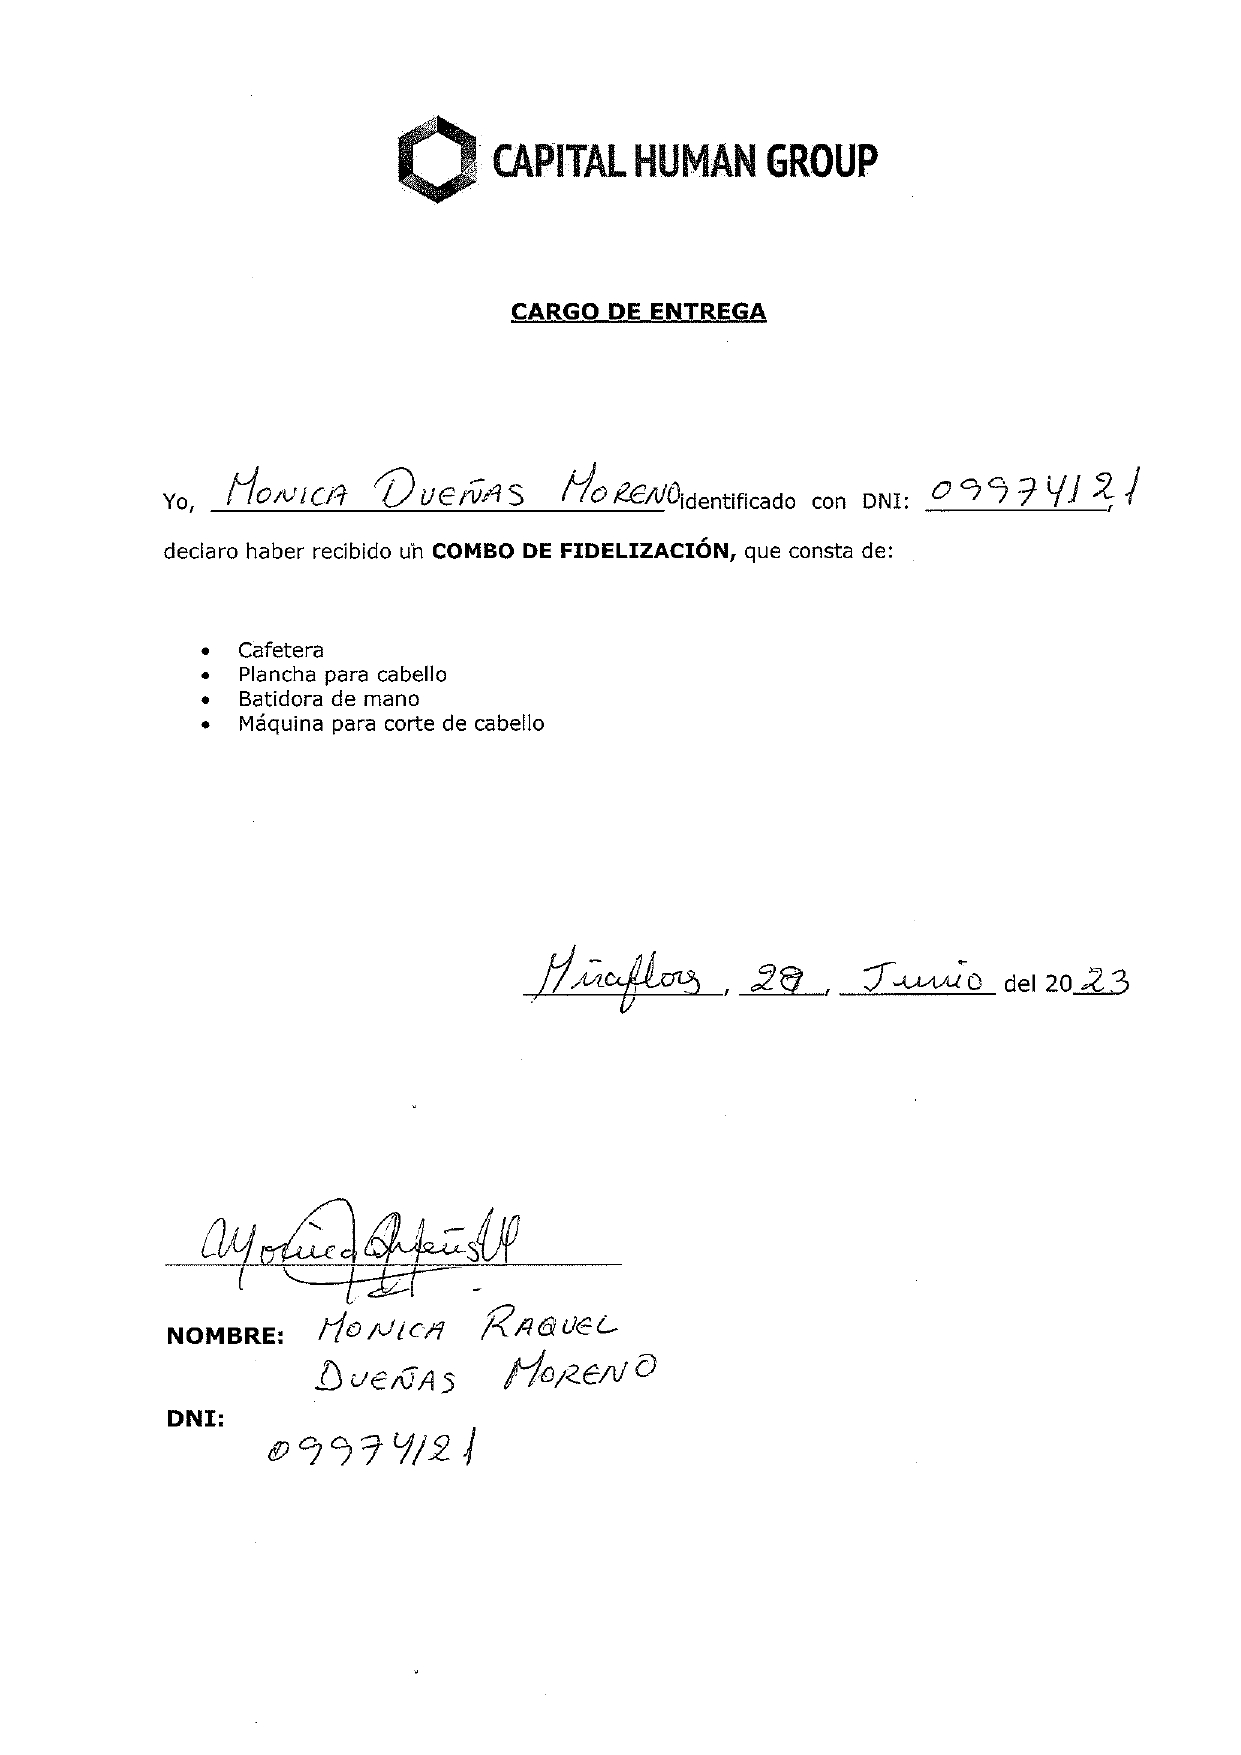 CAPITAL HUMAN GROUP
CARGO DE ENTREGA
Yo, MONICA DUEÑAS MORENO identificado con DNI: 09974121,
declaro haber recibido un COMBO DE FIDELIZACIÓN, que consta de:
• Cafetera
• Plancha para cabello
• Batidora de mano
• Máquina para corte de cabello
Miraflores, , Junio del 2023
NOMBRE: MONICA RAQUEL
DUEÑAS MORENO
DNI:
09974121